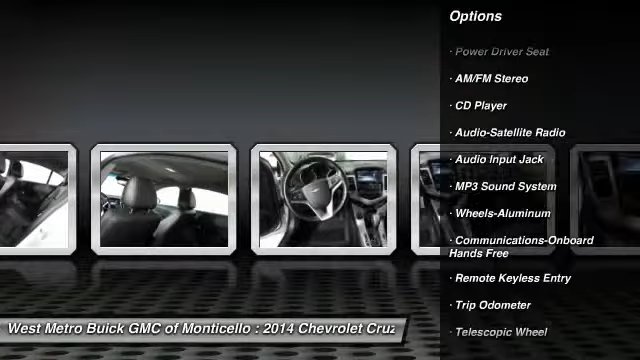 Options
· Power Driver Seat
· AM/FM Stereo
· CD Player
· Audio-Satellite Radio
· Audio Input Jack
· MP3 Sound System
· Wheels-Aluminum
· Communications-Onboard
Hands Free
· Remote Keyless Entry
· Trip Odometer
· Telescopic Wheel
West Metro Buick GMC of Monticello : 2014 Chevrolet Cruz